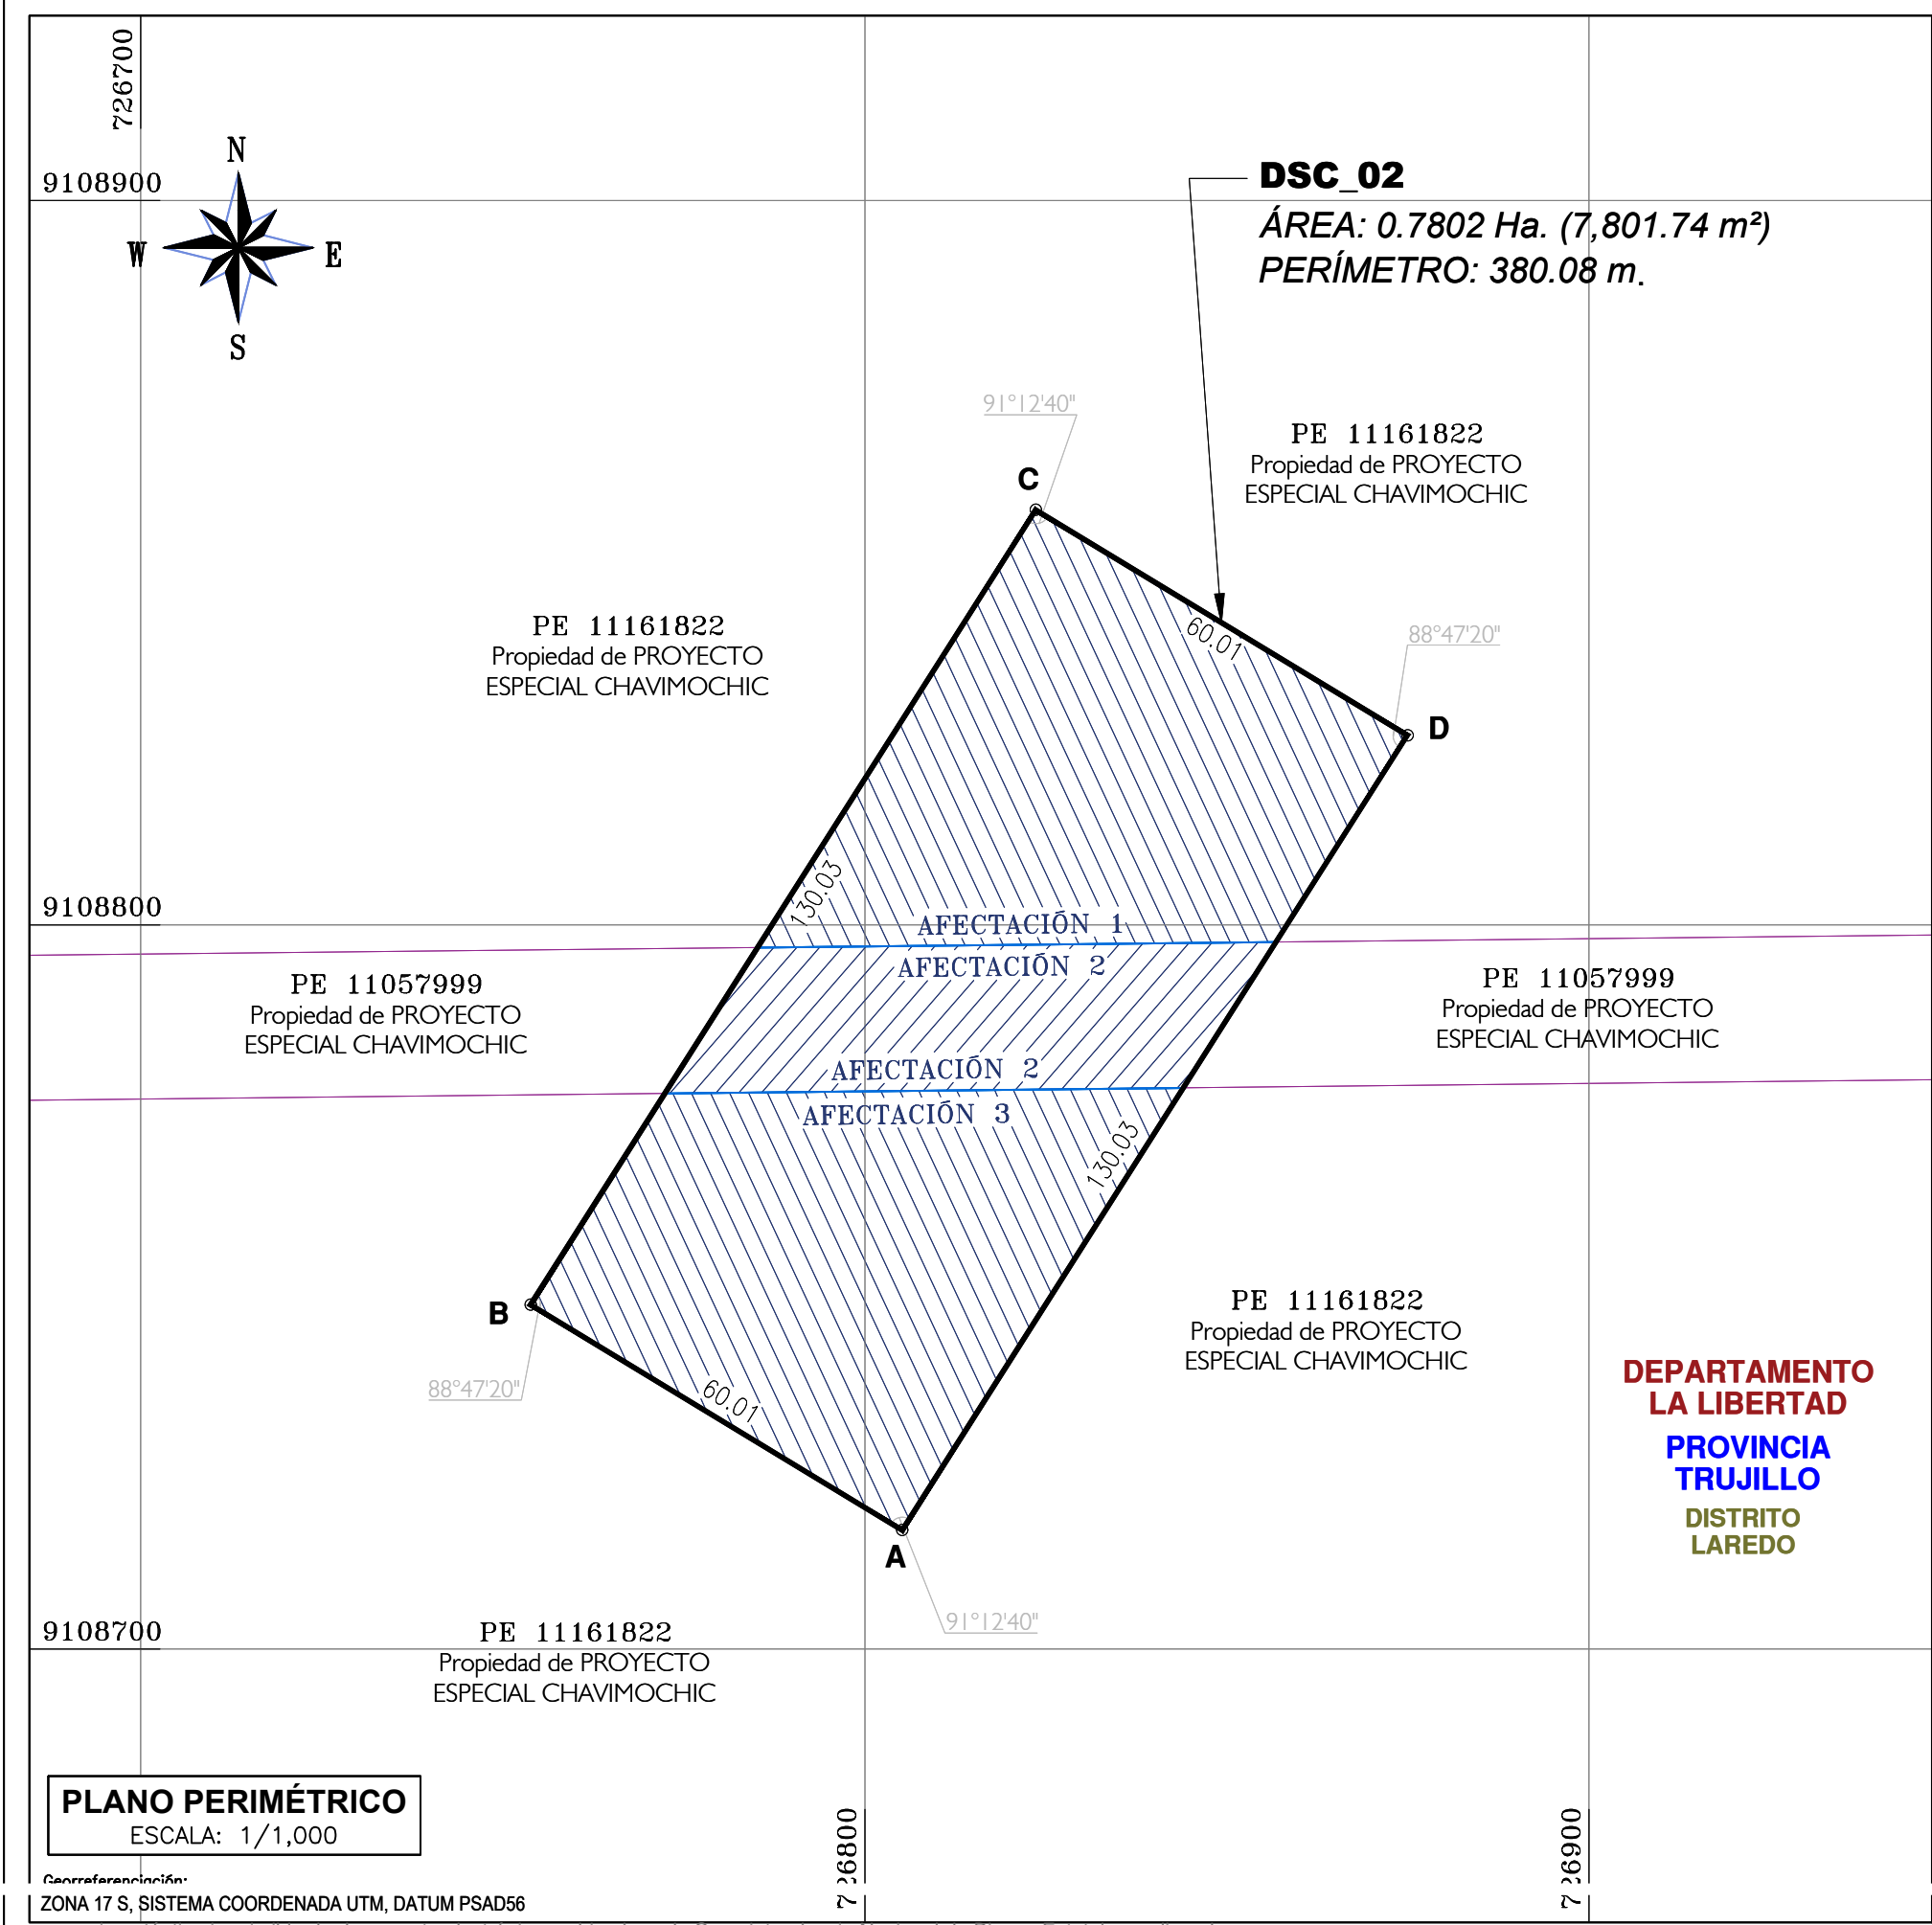 726700
N
9108900
W
E
S
DSC_02
ÁREA: 0.7802 Ha. (7,801.74 m²)
PERÍMETRO: 380.08 m.
91°12'40"
PE 11161822
Propiedad de PROYECTO
ESPECIAL CHAVIMOCHIC
C
PE 11161822
Propiedad de PROYECTO
ESPECIAL CHAVIMOCHIC
60.01
88°47'20"
D
130.03
9108800
AFECTACIÓN 1
AFECTACIÓN 2
PE 11057999
Propiedad de PROYECTO
ESPECIAL CHAVIMOCHIC
PE 11057999
Propiedad de PROYECTO
ESPECIAL CHAVIMOCHIC
AFECTACIÓN 2
AFECTACIÓN 3
130.03
B
PE 11161822
Propiedad de PROYECTO
ESPECIAL CHAVIMOCHIC
88°47'20"
60.01
DEPARTAMENTO
LA LIBERTAD
PROVINCIA
TRUJILLO
DISTRITO
LAREDO
A
91°12'40"
9108700
PE 11161822
Propiedad de PROYECTO
ESPECIAL CHAVIMOCHIC
PLANO PERIMÉTRICO
ESCALA: 1/1,000
726800
726900
Georreferenciación:
ZONA 17 S, SISTEMA COORDENADA UTM, DATUM PSAD56